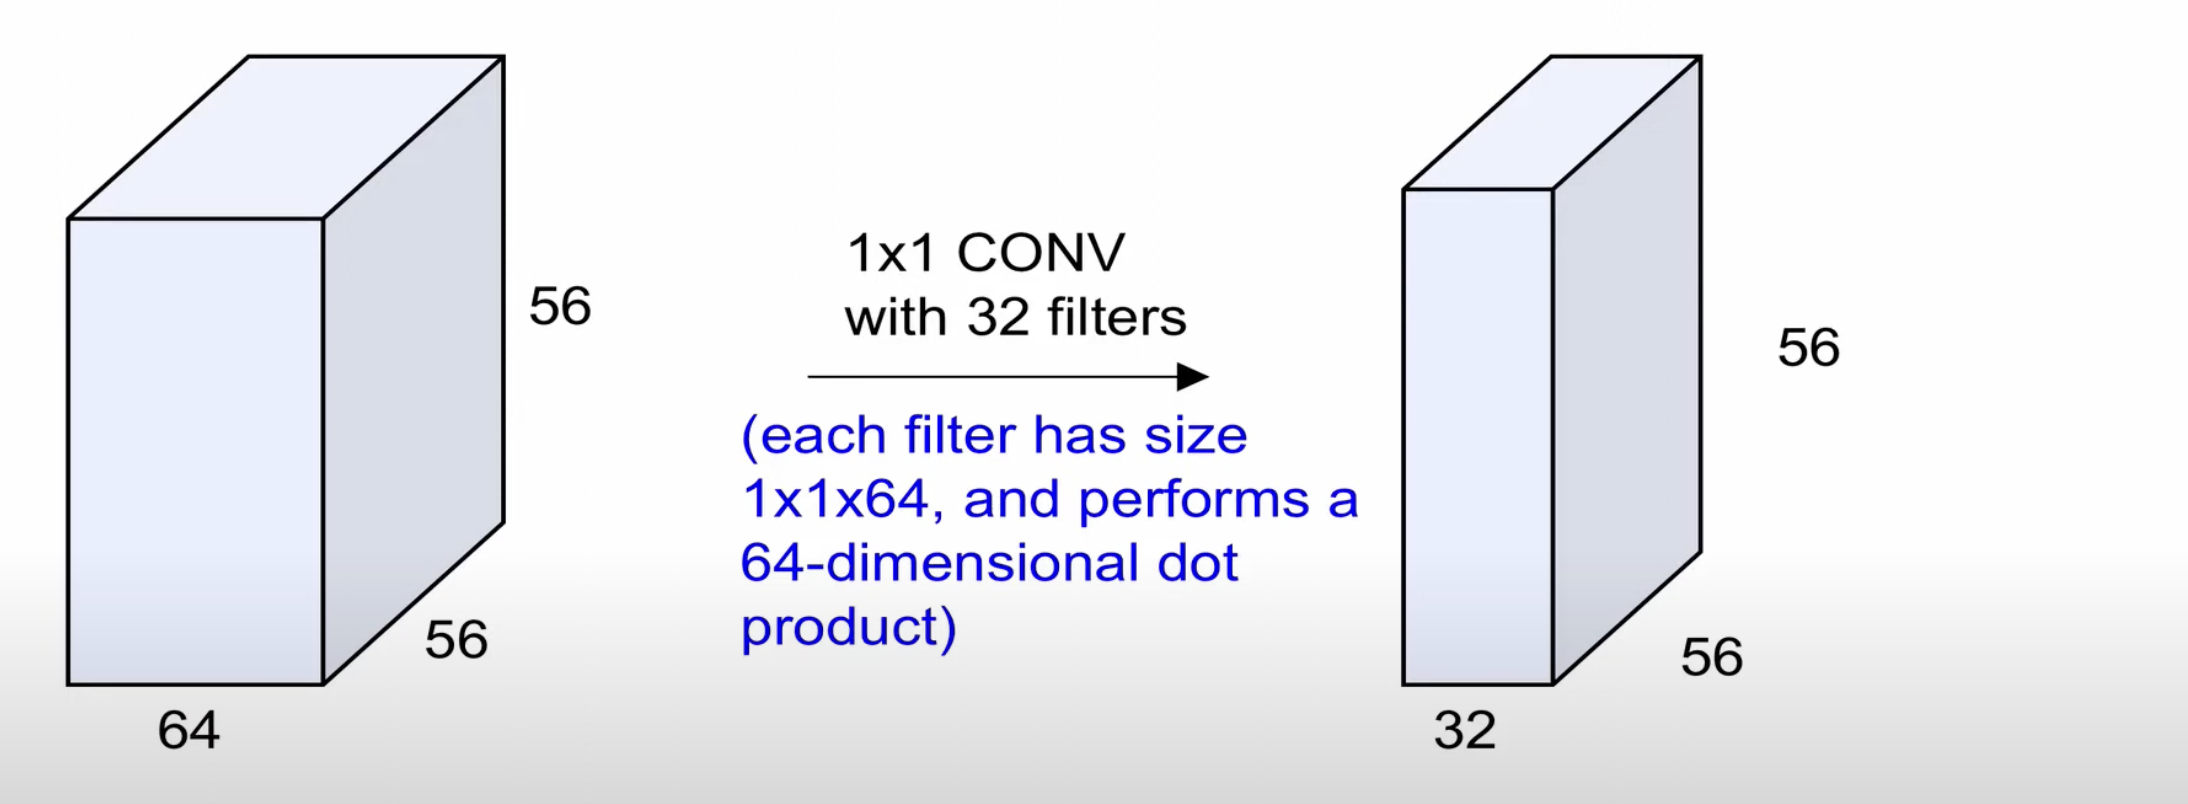 56
56
64
1x1 CONV
with 32 filters
(each filter has size
1x1x64, and performs a
64-dimensional dot
product)
56
56
32